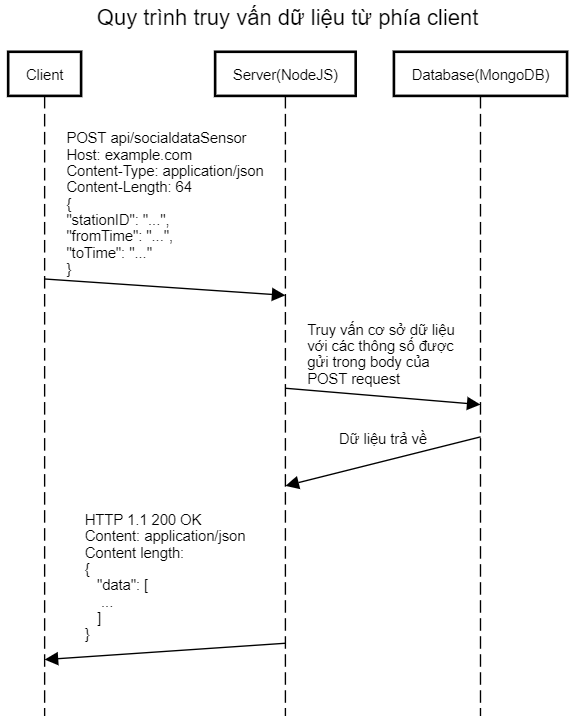 Quy trình truy vấn dữ liệu từ phía client
Client
Server(NodeJS)
Database(MongoDB)
POST api/socialdataSensor
Host: example.com
Content-Type: application/json
Content-Length: 64
{
"stationID": "...",
"fromTime": "...",
"toTime": "..."
}
Truy vấn cơ sở dữ liệu
với các thông số được
gửi trong body của
POST request
Dữ liệu trả về
HTTP 1.1 200 OK
Content: application/json
Content length:
{
"data": [
...
]
}